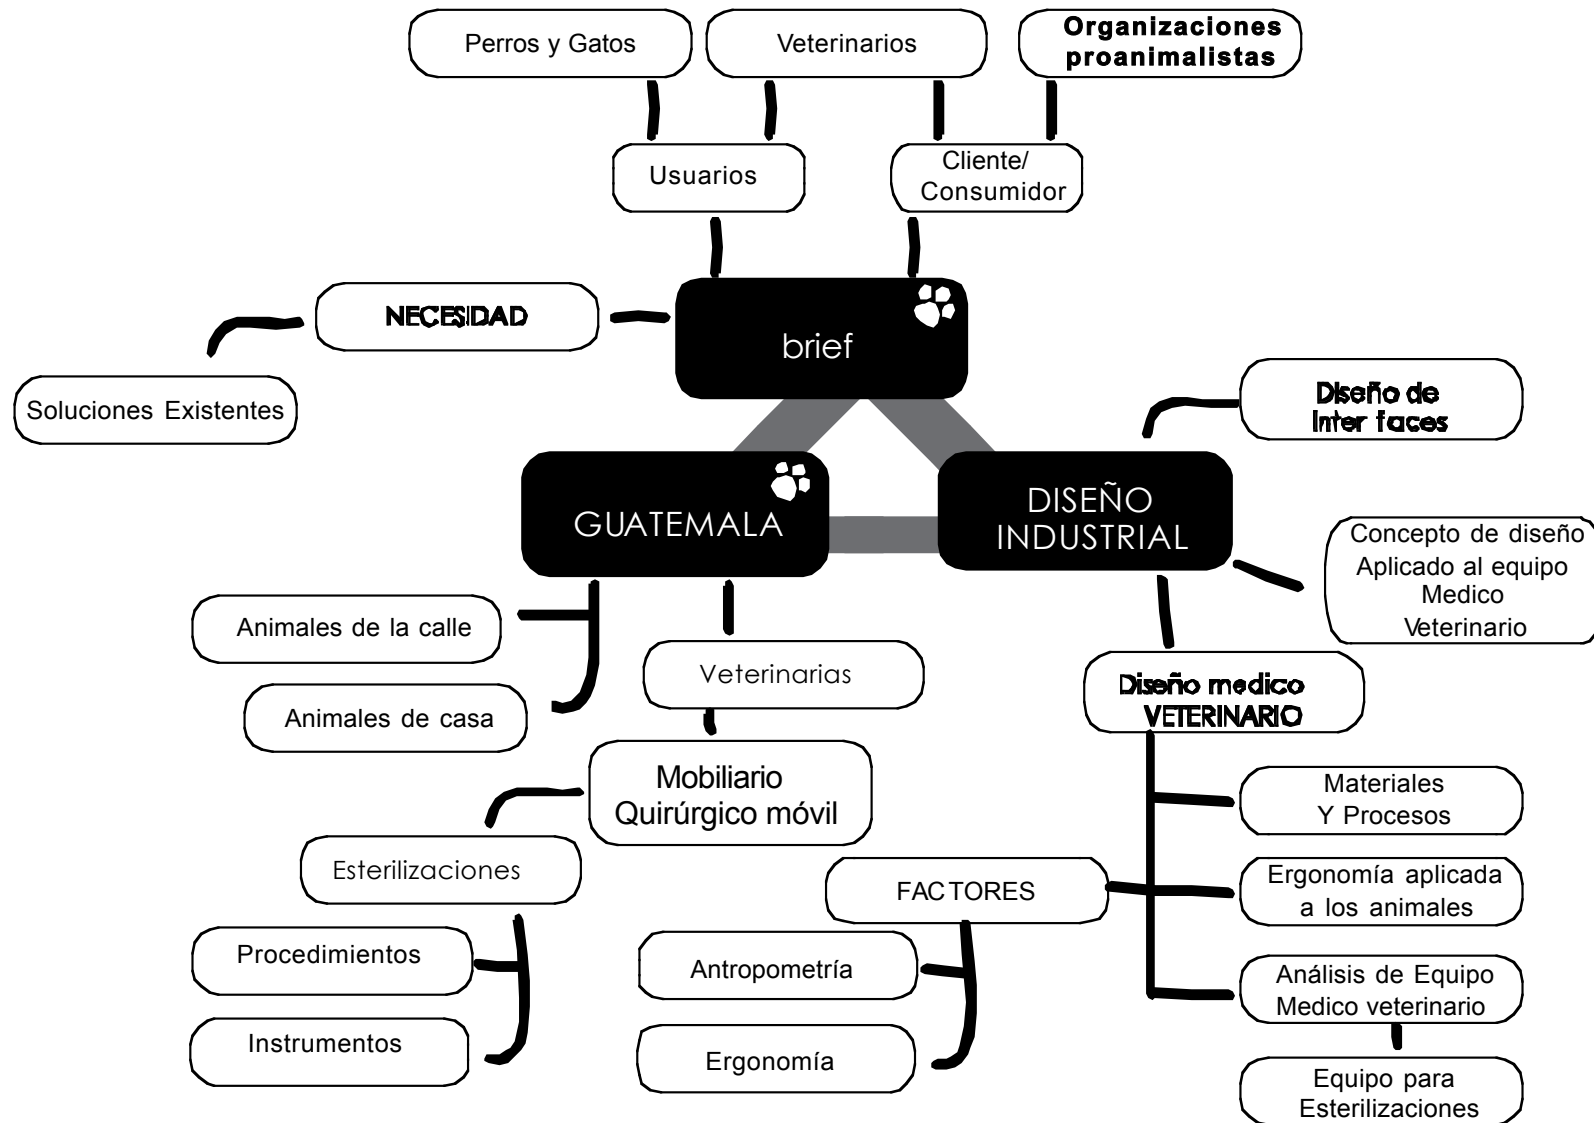 Perros y Gatos
Veterinarios
Organizaciones
proanimalistas
Usuarios
Cliente/
Consumidor
NECESIDAD
brief
Soluciones Existentes
Diseño de
Inter faces
GUATEMALA
DISEÑO
INDUSTRIAL
Concepto de diseño
Aplicado al equipo
Medico
Veterinario
Animales de la calle
Veterinarias
Animales de casa
Diseño medico
VETERINARIO
Mobiliario
Quirúrgico móvil
Materiales
Y Procesos
Esterilizaciones
FACTORES
Ergonomía aplicada
a los animales
Procedimientos
Antropometría
Análisis de Equipo
Medico veterinario
Instrumentos
Ergonomía
Equipo para
Esterilizaciones